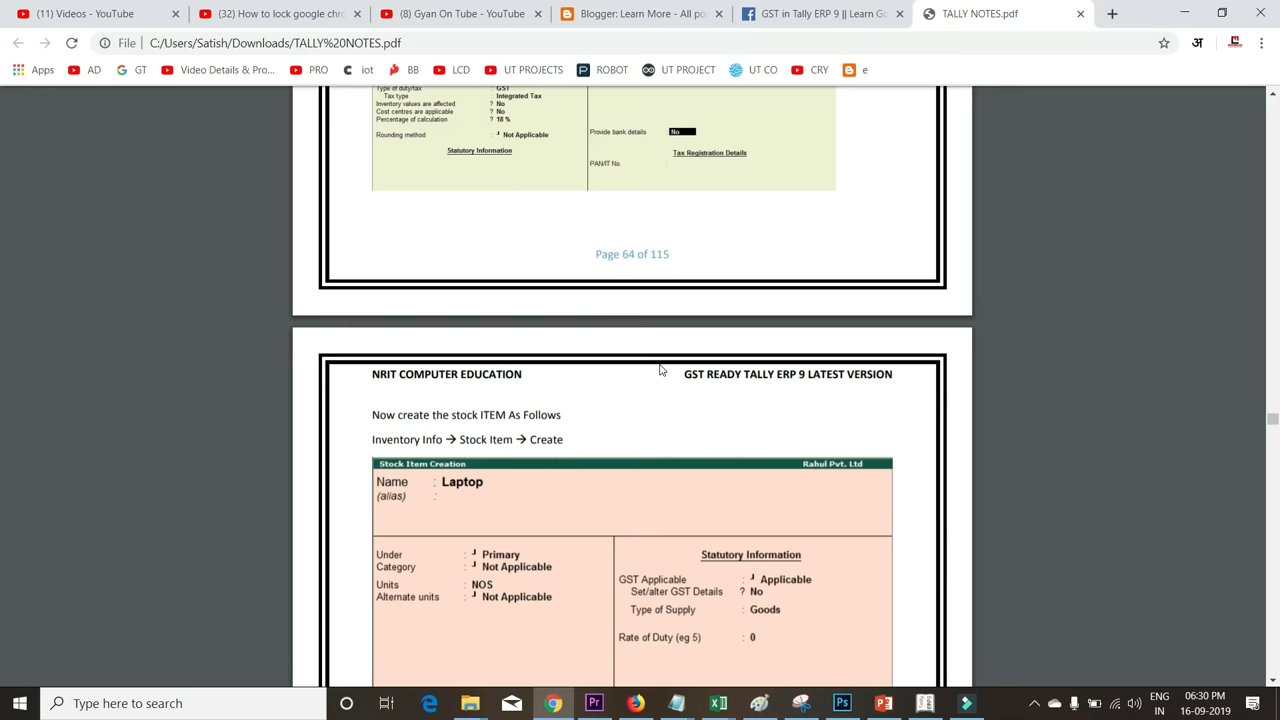 (11) Videos - YouTube
(32) How to lock google chro
(8) Gyan On Tube - YouTube
Blogger: Learn More - All po
GST in Tally ERP 9 || Learn Go
TALLY NOTES.pdf
File
C:/Users/Satish/Downloads/TALLY%20NOTES.pdf
अ
Apps
AD
GT
Video Details & Pro...
PRO
iot
BB
LCD
UT PROJECTS
ROBOT
UT PROJECT
UT CO
CRY
e
Type of duty/tax : GST
Tax type : Integrated Tax
Inventory values are affected ? No
Cost centres are applicable ? No
Percentage of calculation ? 18 %
Rounding method : Not Applicable
Statutory Information
Provide bank details : No
Tax Registration Details
PAN/IT No. :
Page 64 of 115
NRIT COMPUTER EDUCATION GST READY TALLY ERP 9 LATEST VERSION
Now create the stock ITEM As Follows
Inventory Info → Stock Item → Create
Stock Item Creation Rahul Pvt. Ltd
Name : Laptop
(alias) :
Under : Primary
Category : Not Applicable
Units : NOS
Alternate units : Not Applicable
Statutory Information
GST Applicable : Applicable
Set/alter GST Details ? No
Type of Supply : Goods
Rate of Duty (eg 5) : 0
Type here to search
ENG
IN
06:30 PM
16-09-2019